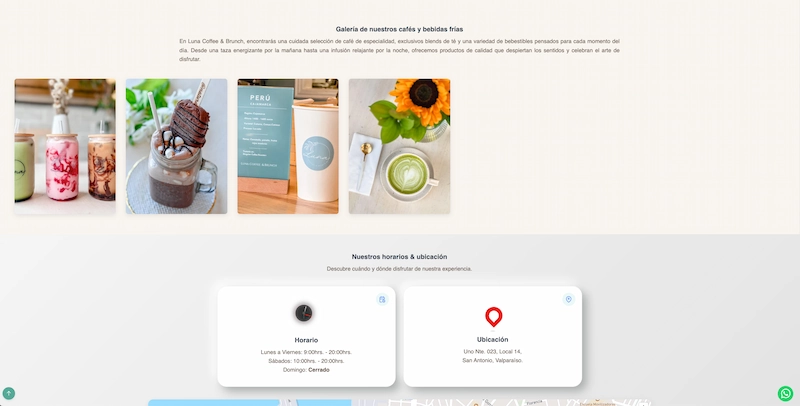 Galería de nuestros cafés y bebidas frías
En Luna Coffee & Brunch, encontrarás una cuidada selección de café de especialidad, exclusivos blends de té y una variedad de bebestibles pensados para cada momento del
día. Desde una taza energizante por la mañana hasta una infusión relajante por la noche, ofrecemos productos de calidad que despiertan los sentidos y celebran el arte de
disfrutar.
PERÚ
Nuestros horarios & ubicación
Descubre cuándo y dónde disfrutar de nuestra experiencia.
Horario
Lunes a Viernes: 9:00hrs. - 20:00hrs.
Sábados: 10:00hrs. - 20:00hrs.
Domingo: Cerrado
Ubicación
Uno Nte. 023, Local 14,
San Antonio, Valparaíso.